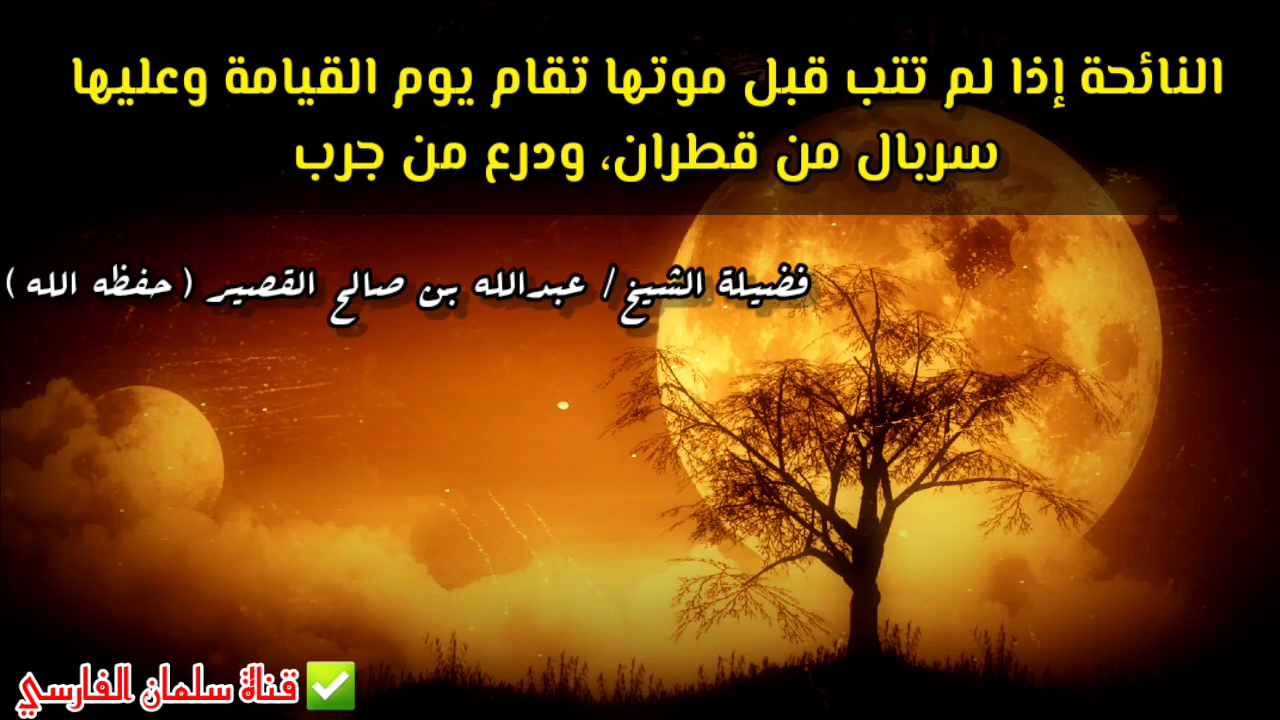 النائحة إذا لم تتب قبل موتها تقام يوم القيامة وعليها
سربال من قطران، ودرع من جرب
فضيلة الشيخ / عبدالله بن صالح القصير ( حفظه الله )
قناة سلمان الفارسي